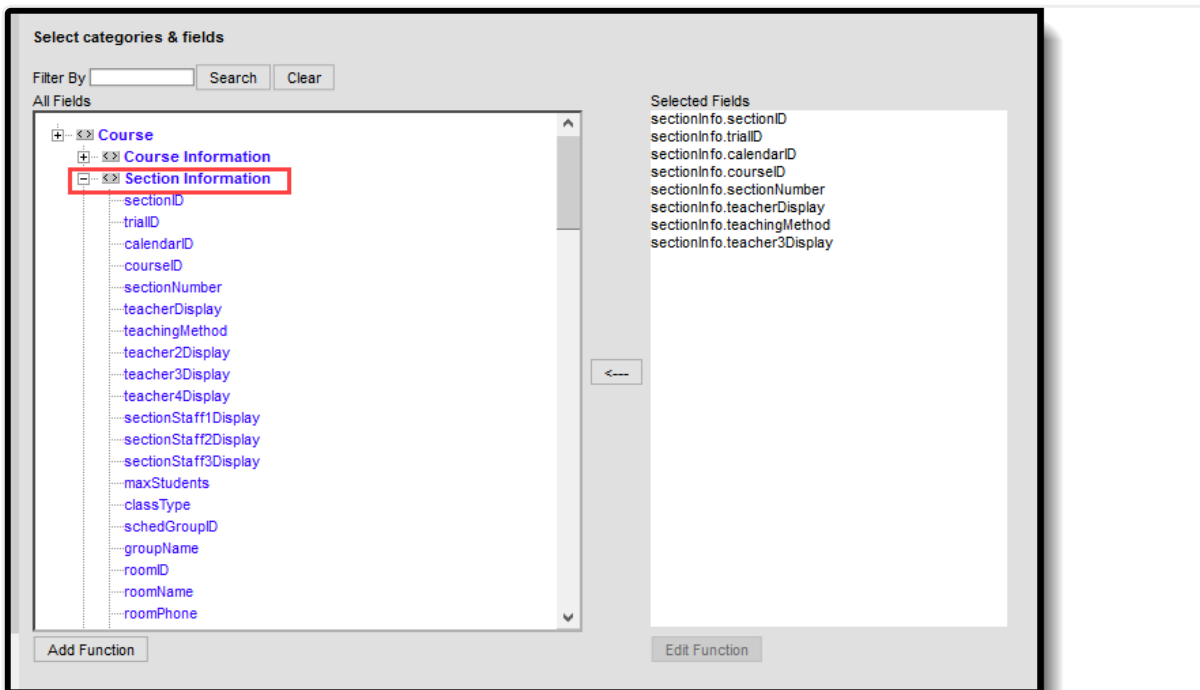 Select categories & fields
Filter By Search Clear
All Fields
Course
Course Information
Section Information
sectionID
trialID
calendarID
courseID
sectionNumber
teacherDisplay
teachingMethod
teacher2Display
teacher3Display
teacher4Display
sectionStaff1Display
sectionStaff2Display
sectionStaff3Display
maxStudents
classType
schedGroupID
groupName
roomID
roomName
roomPhone
Add Function
<---
Selected Fields
sectionInfo.sectionID
sectionInfo.trialID
sectionInfo.calendarID
sectionInfo.courseID
sectionInfo.sectionNumber
sectionInfo.teacherDisplay
sectionInfo.teachingMethod
sectionInfo.teacher3Display
Edit Function